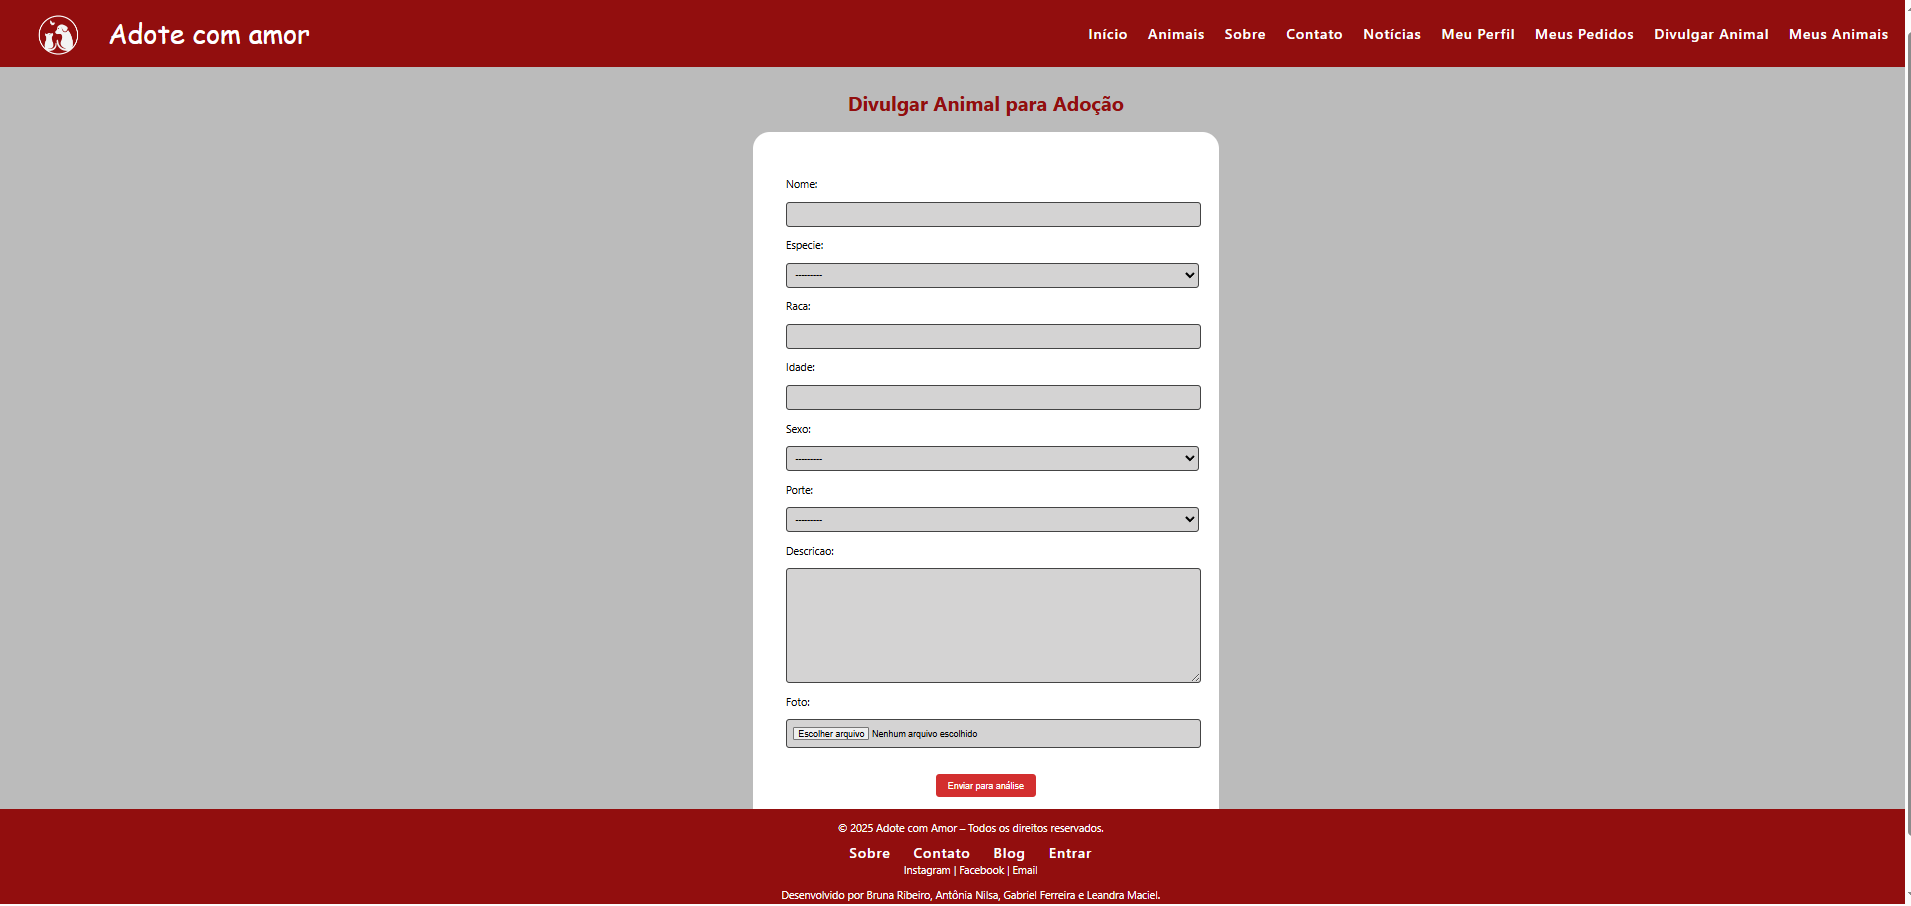 Adote com amor
Início Animais Sobre Contato Notícias Meu Perfil Meus Pedidos Divulgar Animal Meus Animais
Divulgar Animal para Adoção
Nome:
Especie:
---------
Raca:
Idade:
Sexo:
---------
Porte:
---------
Descricao:
Foto:
Escolher arquivo Nenhum arquivo escolhido
Enviar para análise
© 2025 Adote com Amor – Todos os direitos reservados.
Sobre Contato Blog Entrar
Instagram | Facebook | Email
Desenvolvido por Bruna Ribeiro, Antônia Nilsa, Gabriel Ferreira e Leandra Maciel.